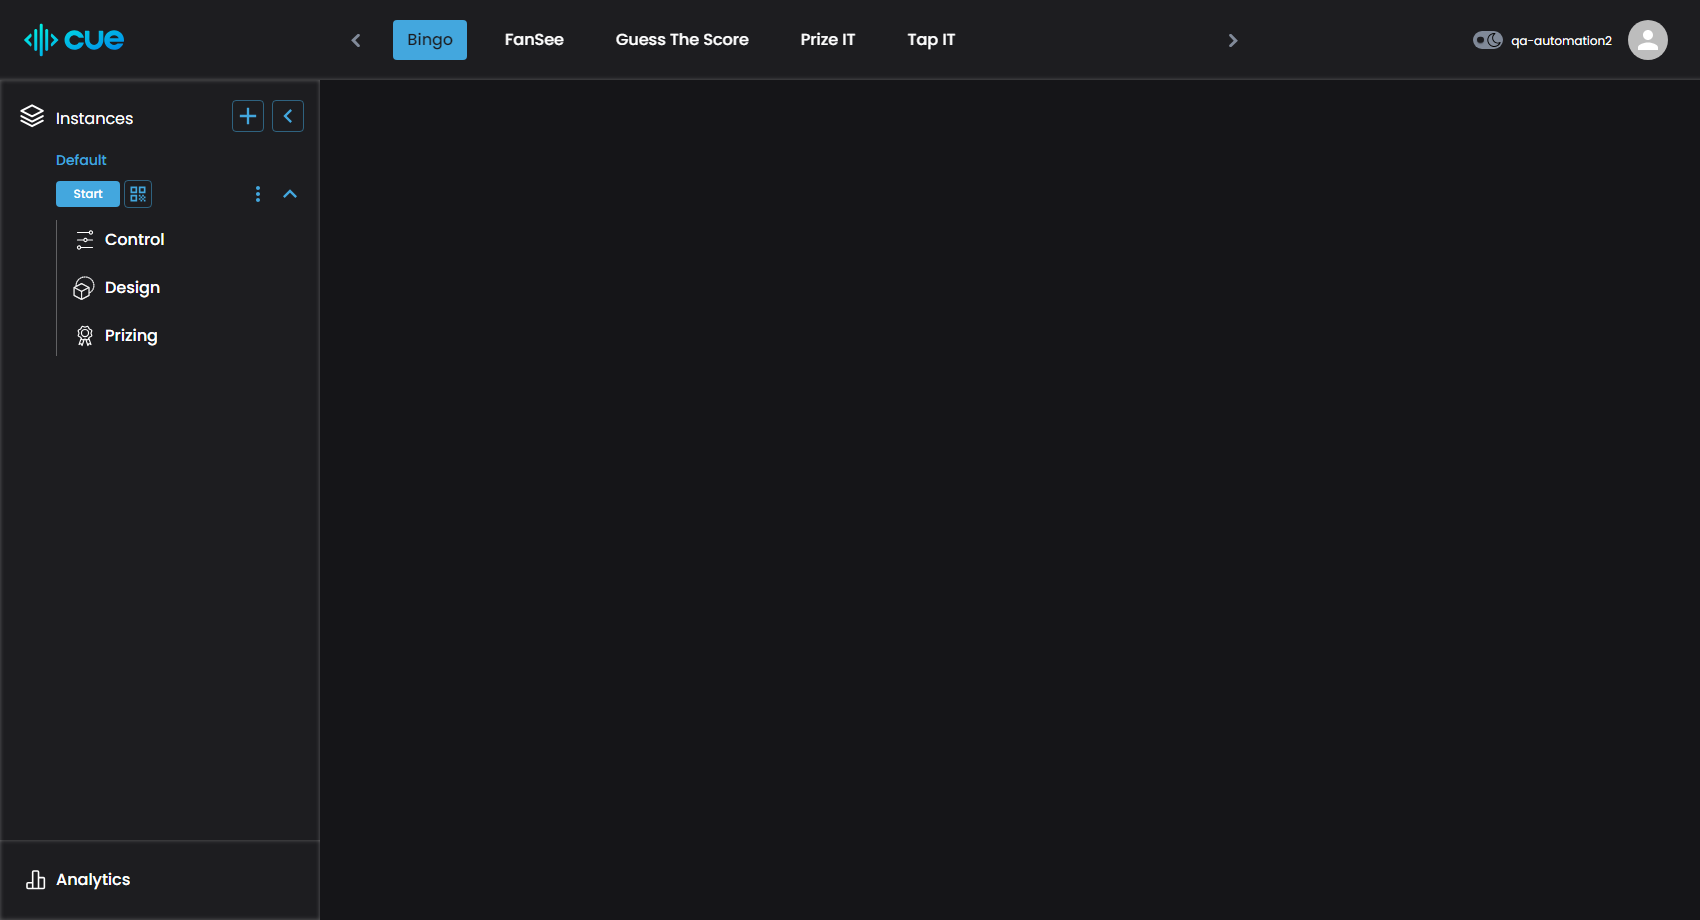 cue
Bingo
FanSee
Guess The Score
Prize IT
Tap IT
qa-automation2
Instances
Default
Start
Control
Design
Prizing
Analytics